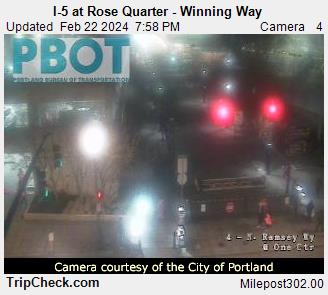 I-5 at Rose Quarter - Winning Way
Updated Feb 22 2024 7:58 PM Camera 4
PBOT
PORTLAND BUREAU OF TRANSPORTATION
4 - N. Ramsey Wy
@ One Ctr
Camera courtesy of the City of Portland
TripCheck.com Milepost302.00